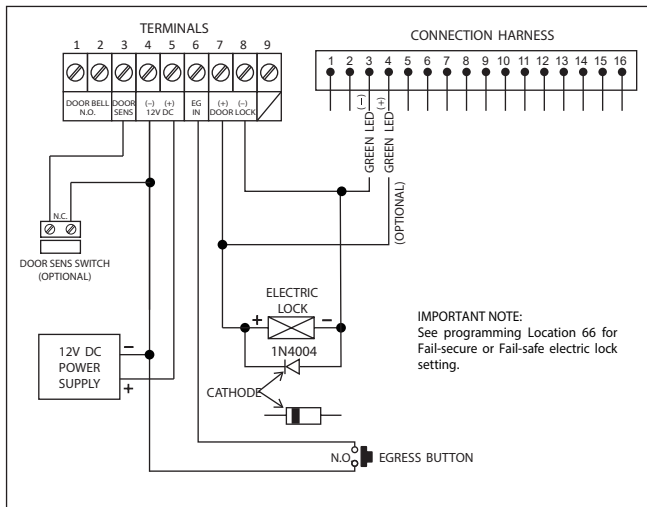 TERMINALS
1 2 3 4 5 6 7 8 9
DOOR BELL N.O.
DOOR SENS
(–) (+)
12V DC
EG IN
(+) (–)
DOOR LOCK
CONNECTION HARNESS
1 2 3 4 5 6 7 8 9 10 11 12 13 14 15 16
GREEN LED (–)
GREEN LED (+)
(OPTIONAL)
N.C.
DOOR SENS SWITCH
(OPTIONAL)
ELECTRIC
LOCK
+ –
1N4004
CATHODE
12V DC
POWER
SUPPLY
–
+
IMPORTANT NOTE:
See programming Location 66 for
Fail-secure or Fail-safe electric lock
setting.
N.O
EGRESS BUTTON